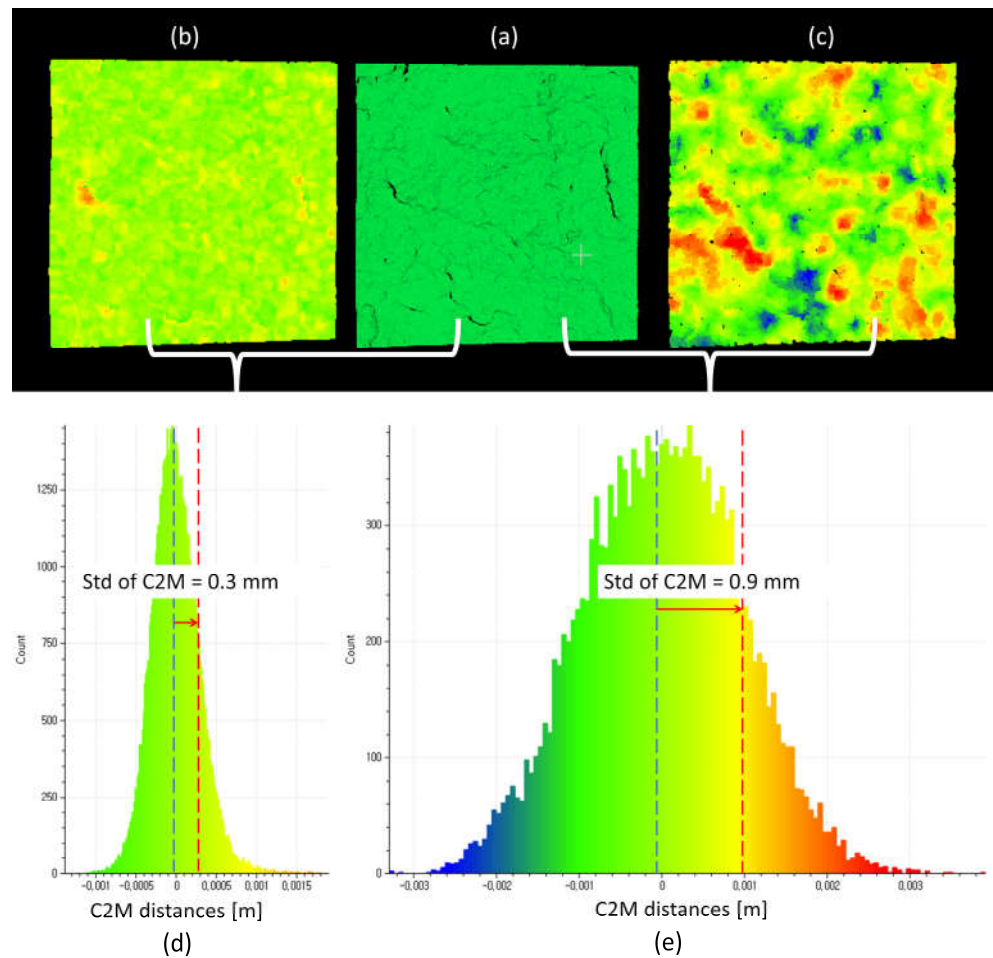 (b) (a) (c)
1250
1000
750
500
250
0
Count
Std of C2M = 0.3 mm
−0.001 −0.0005 0 0.0005 0.001 0.0015
C2M distances [m]
(d)
300
200
100
0
Count
Std of C2M = 0.9 mm
−0.003 −0.002 −0.001 0 0.001 0.002 0.003
C2M distances [m]
(e)